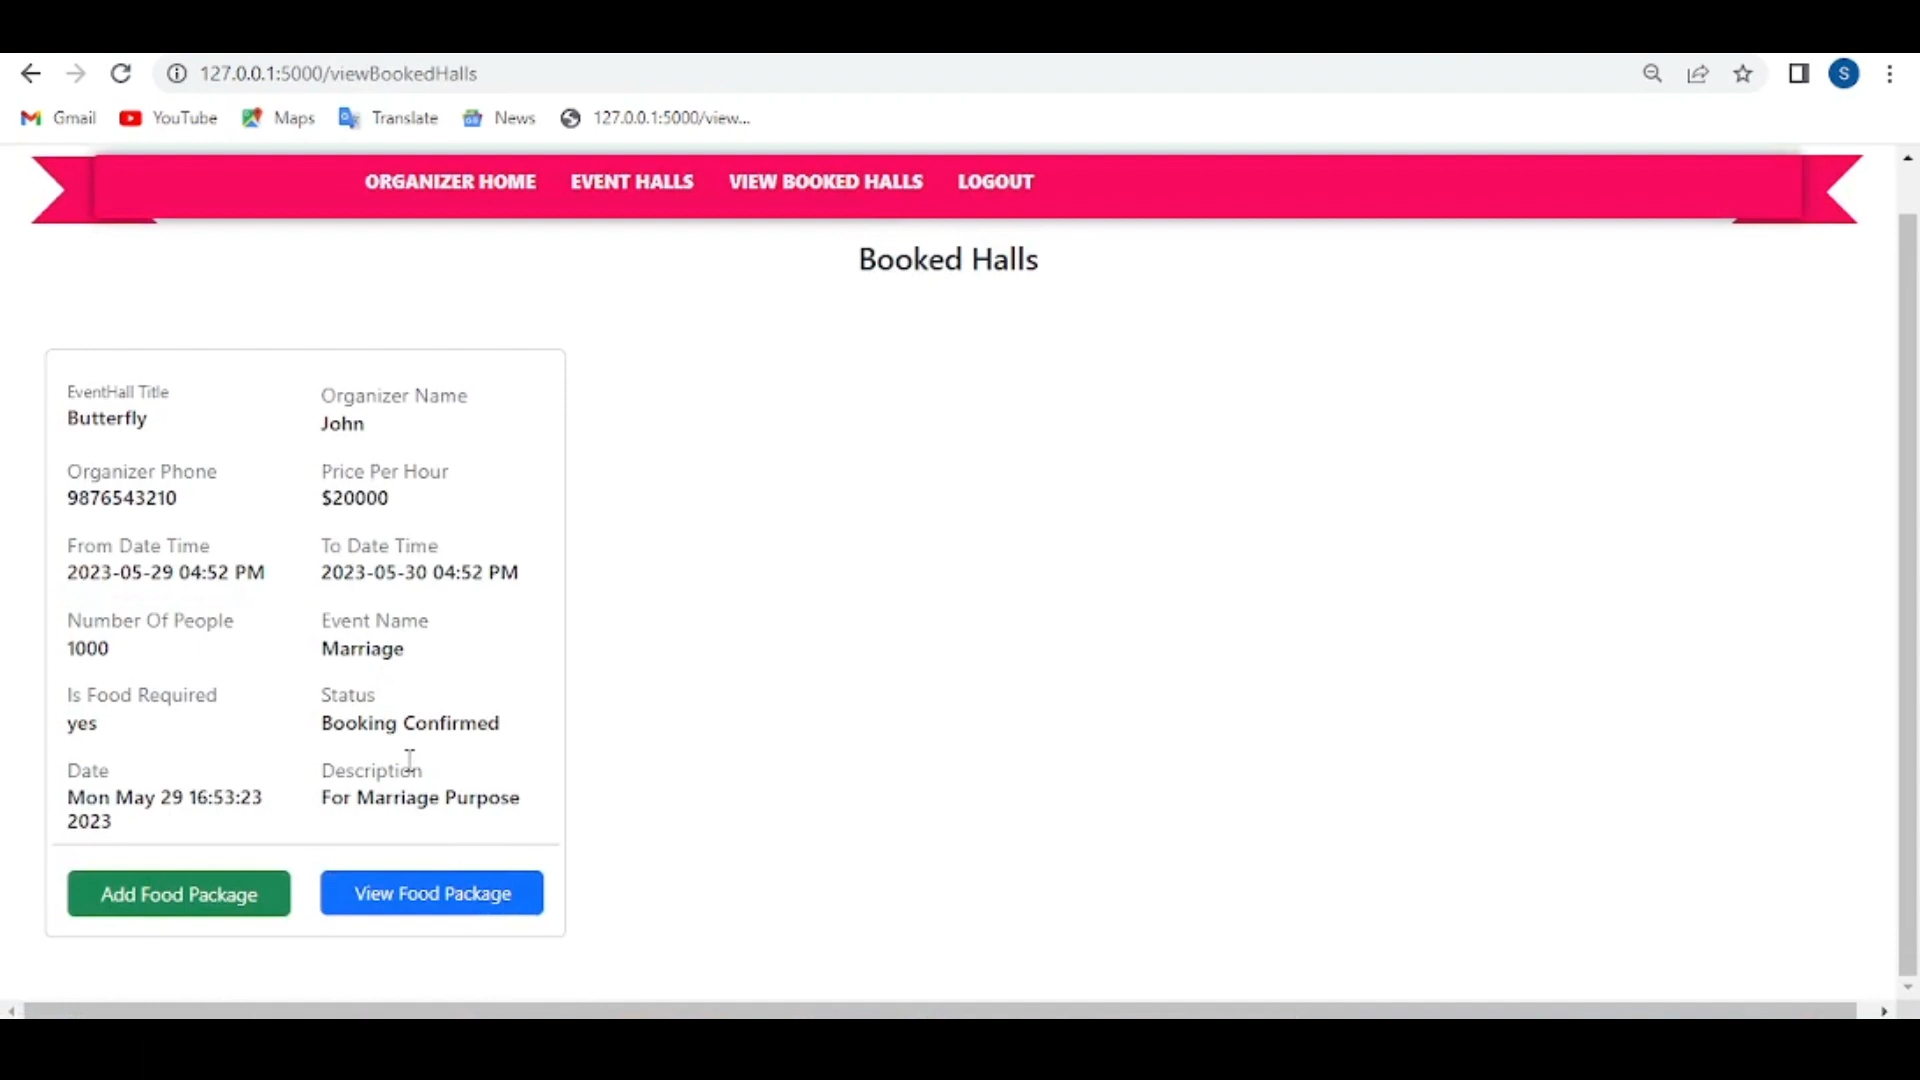 127.0.0.1:5000/viewBookedHalls
S
Gmail YouTube Maps Translate News 127.0.0.1:5000/view...
ORGANIZER HOME EVENT HALLS VIEW BOOKED HALLS LOGOUT
Booked Halls
EventHall Title Organizer Name
Butterfly John
Organizer Phone Price Per Hour
9876543210 $20000
From Date Time To Date Time
2023-05-29 04:52 PM 2023-05-30 04:52 PM
Number Of People Event Name
1000 Marriage
Is Food Required Status
yes Booking Confirmed
Date Description
Mon May 29 16:53:23 For Marriage Purpose
2023
Add Food Package View Food Package